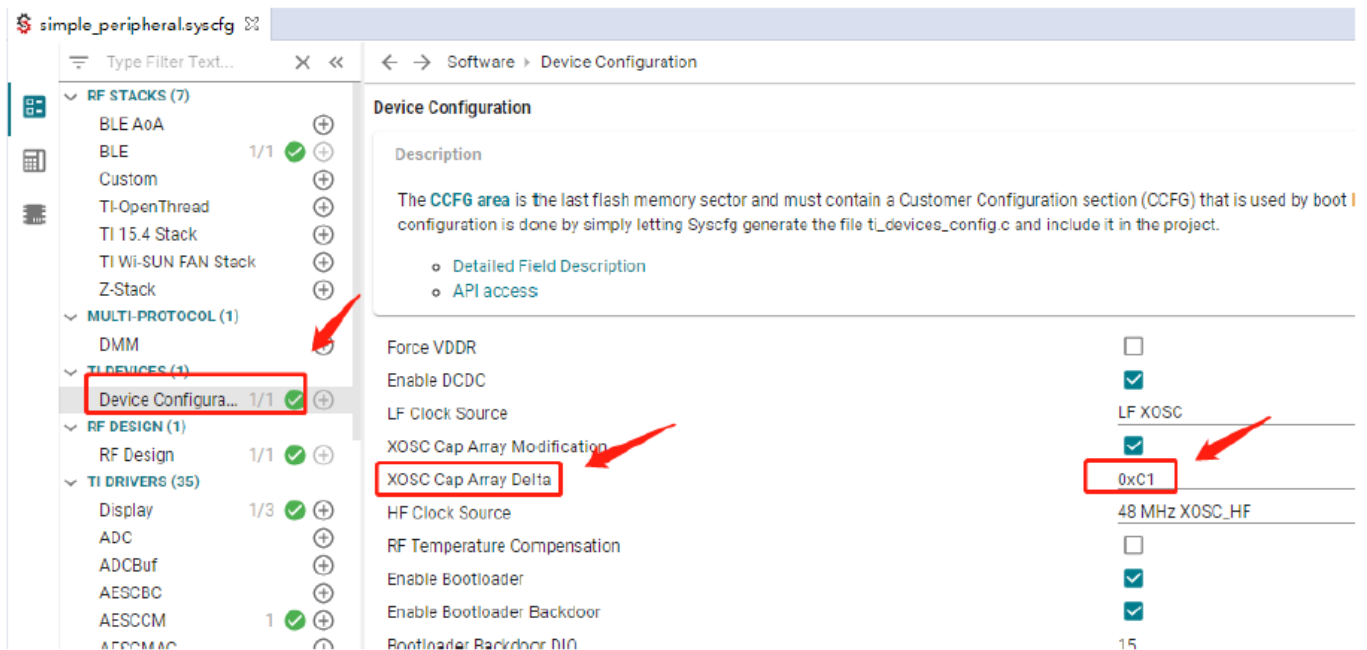 simple_peripheral.syscfg
Type Filter Text...
Software Device Configuration
RF STACKS (7)
BLE AoA
BLE 1/1
Custom
TI-OpenThread
TI 15.4 Stack
TI Wi-SUN FAN Stack
Z-Stack
MULTI-PROTOCOL (1)
DMM
TI DEVICES (1)
Device Configura... 1/1
RF DESIGN (1)
RF Design 1/1
TI DRIVERS (35)
Display 1/3
ADC
ADCBuf
AESCBC
AESCCM 1
AESCMAC
Device Configuration
Description
The CCFG area is the last flash memory sector and must contain a Customer Configuration section (CCFG) that is used by boot
configuration is done by simply letting Syscfg generate the file ti_devices_config.c and include it in the project.
Detailed Field Description
API access
Force VDDR
Enable DCDC
LF Clock Source LF XOSC
XOSC Cap Array Modification
XOSC Cap Array Delta 0xC1
HF Clock Source 48 MHz XOSC_HF
RF Temperature Compensation
Enable Bootloader
Enable Bootloader Backdoor
Bootloader Backdoor DIO 15